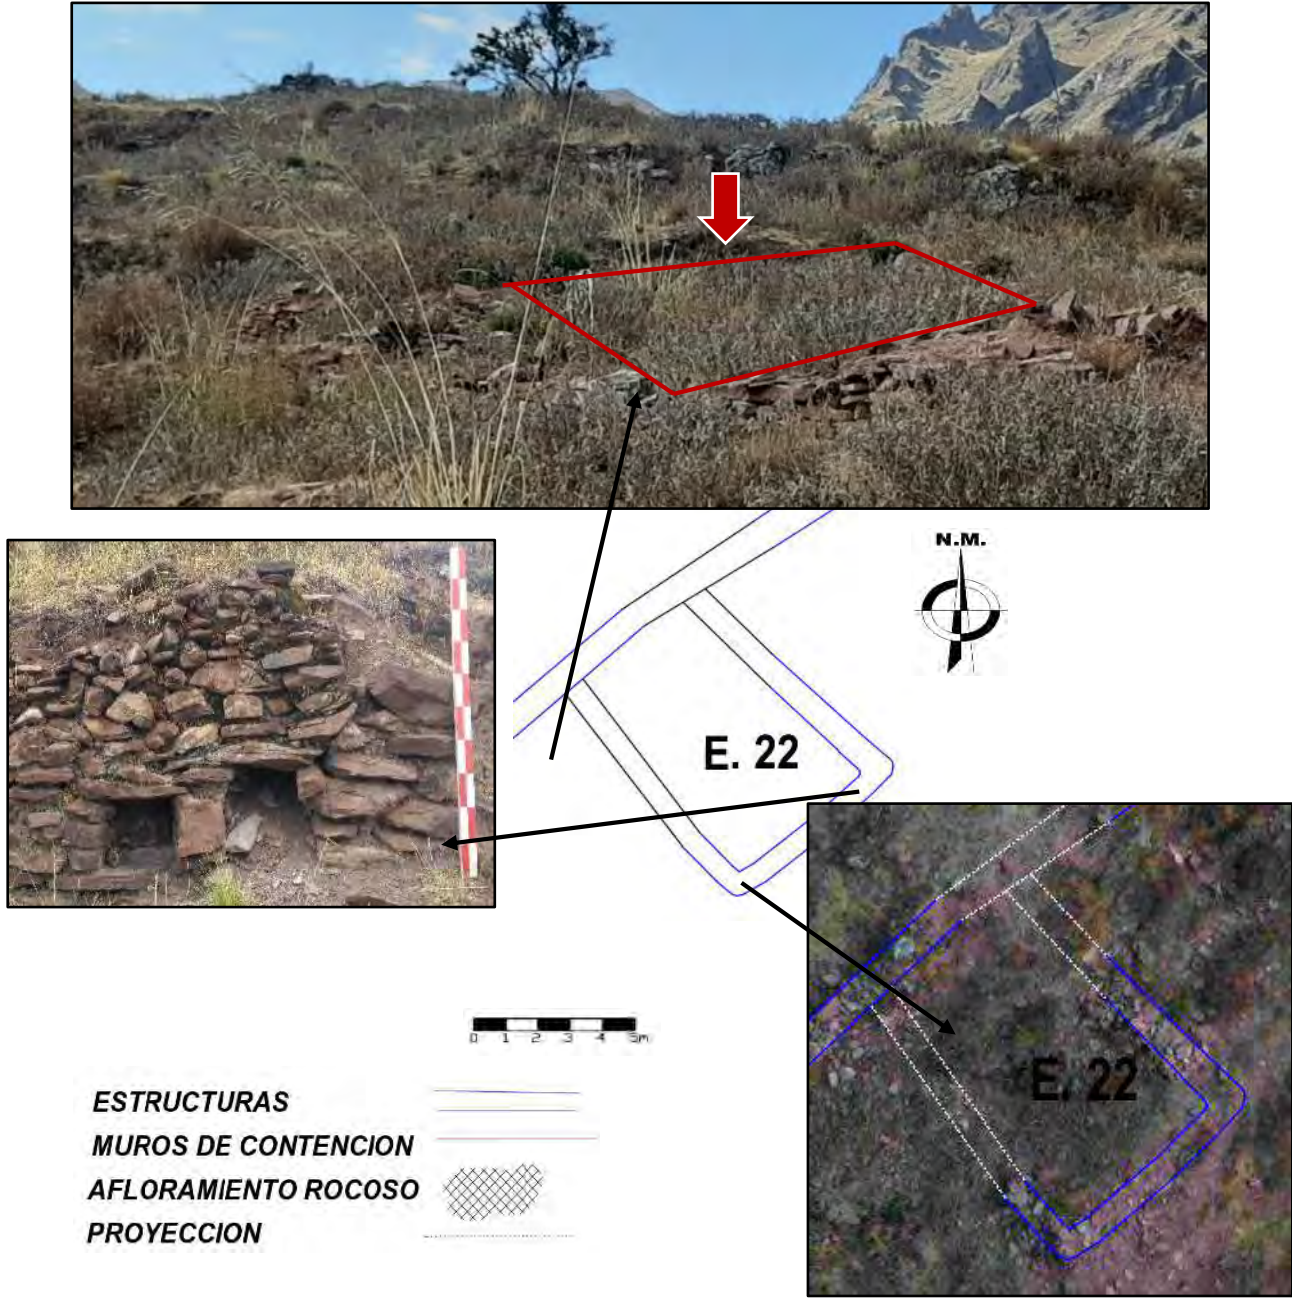 N.M.
E. 22
E. 22
0 1 2 3 4 5m
ESTRUCTURAS
MUROS DE CONTENCION
AFLORAMIENTO ROCOSO
PROYECCION